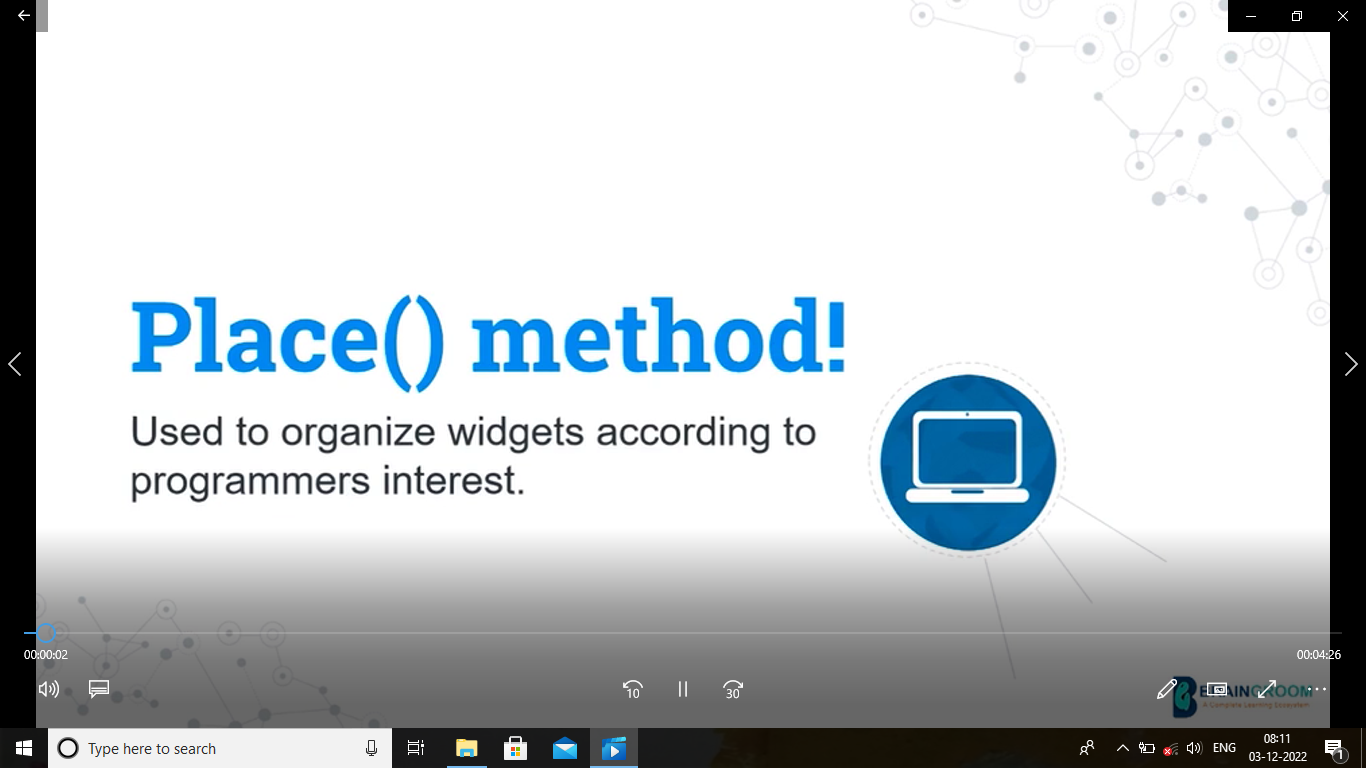 Place() method!
Used to organize widgets according to
programmers interest.
00:00:02
00:04:26
10
30
BRAINGROOM
A Complete Learning Ecosystem
Type here to search
ENG
08:11
03-12-2022
1